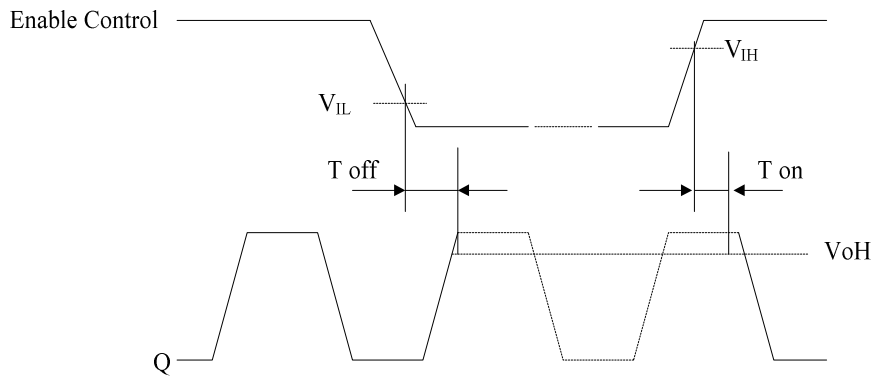 Enable Control
VIH
VIL
T off
T on
VoH
Q